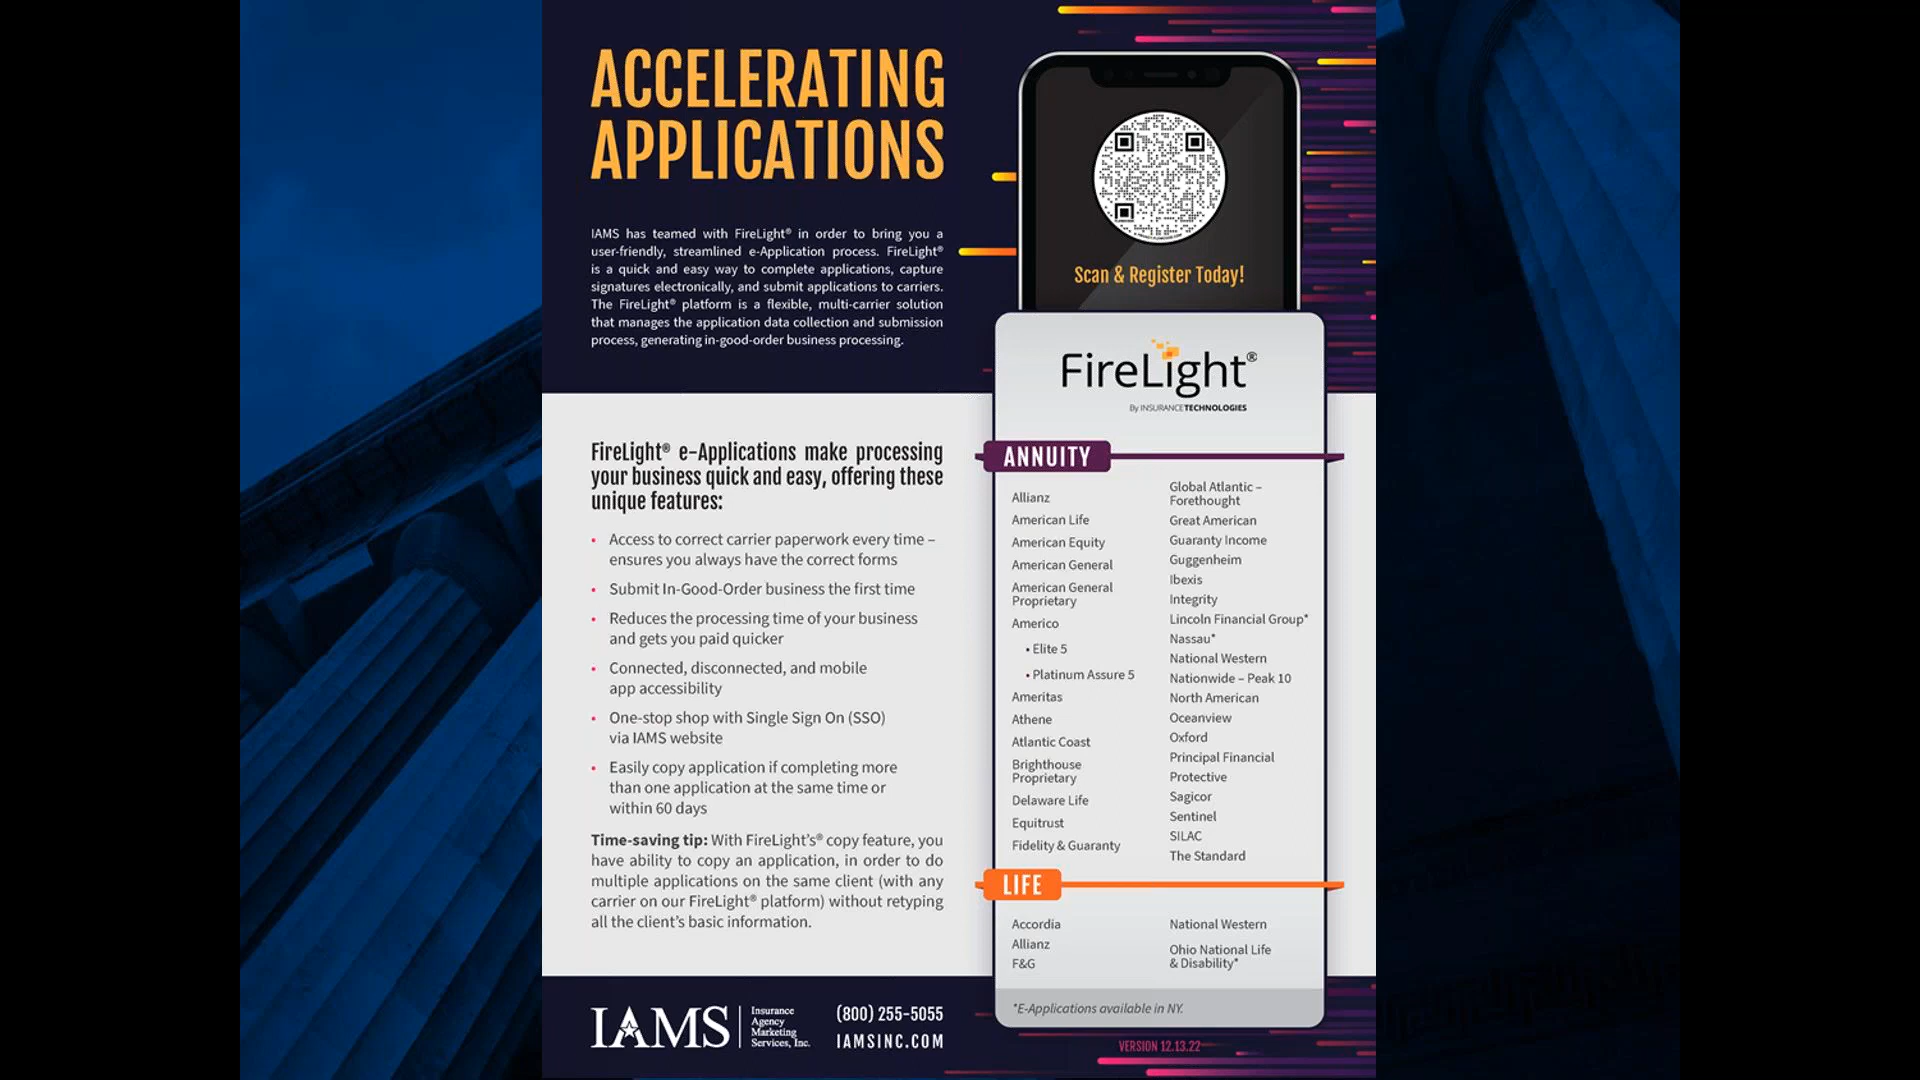 ACCELERATING
APPLICATIONS
IAMS has teamed with FireLight® in order to bring you a
user-friendly, streamlined e-Application process. FireLight®
is a quick and easy way to complete applications, capture
signatures electronically, and submit applications to carriers.
The FireLight® platform is a flexible, multi-carrier solution
that manages the application data collection and submission
process, generating in-good-order business processing.
Scan & Register Today!
FireLight®
By INSURANCETECHNOLOGIES
FireLight® e-Applications make processing
your business quick and easy, offering these
unique features:
• Access to correct carrier paperwork every time –
ensures you always have the correct forms
• Submit In-Good-Order business the first time
• Reduces the processing time of your business
and gets you paid quicker
• Connected, disconnected, and mobile
app accessibility
• One-stop shop with Single Sign On (SSO)
via IAMS website
• Easily copy application if completing more
than one application at the same time or
within 60 days
Time-saving tip: With FireLight's® copy feature, you
have ability to copy an application, in order to do
multiple applications on the same client (with any
carrier on our FireLight® platform) without retyping
all the client's basic information.
ANNUITY
Allianz
American Life
American Equity
American General
American General
Proprietary
Americo
• Elite 5
• Platinum Assure 5
Ameritas
Athene
Atlantic Coast
Brighthouse
Proprietary
Delaware Life
Equitrust
Fidelity & Guaranty
Global Atlantic –
Forethought
Great American
Guaranty Income
Guggenheim
Ibexis
Integrity
Lincoln Financial Group*
Nassau*
National Western
Nationwide – Peak 10
North American
Oceanview
Oxford
Principal Financial
Protective
Sagicor
Sentinel
SILAC
The Standard
LIFE
Accordia
Allianz
F&G
National Western
Ohio National Life
& Disability*
*E-Applications available in NY.
IAMS
Insurance
Agency
Marketing
Services, Inc.
(800) 255-5055
IAMSINC.COM
VERSION 12.13.22